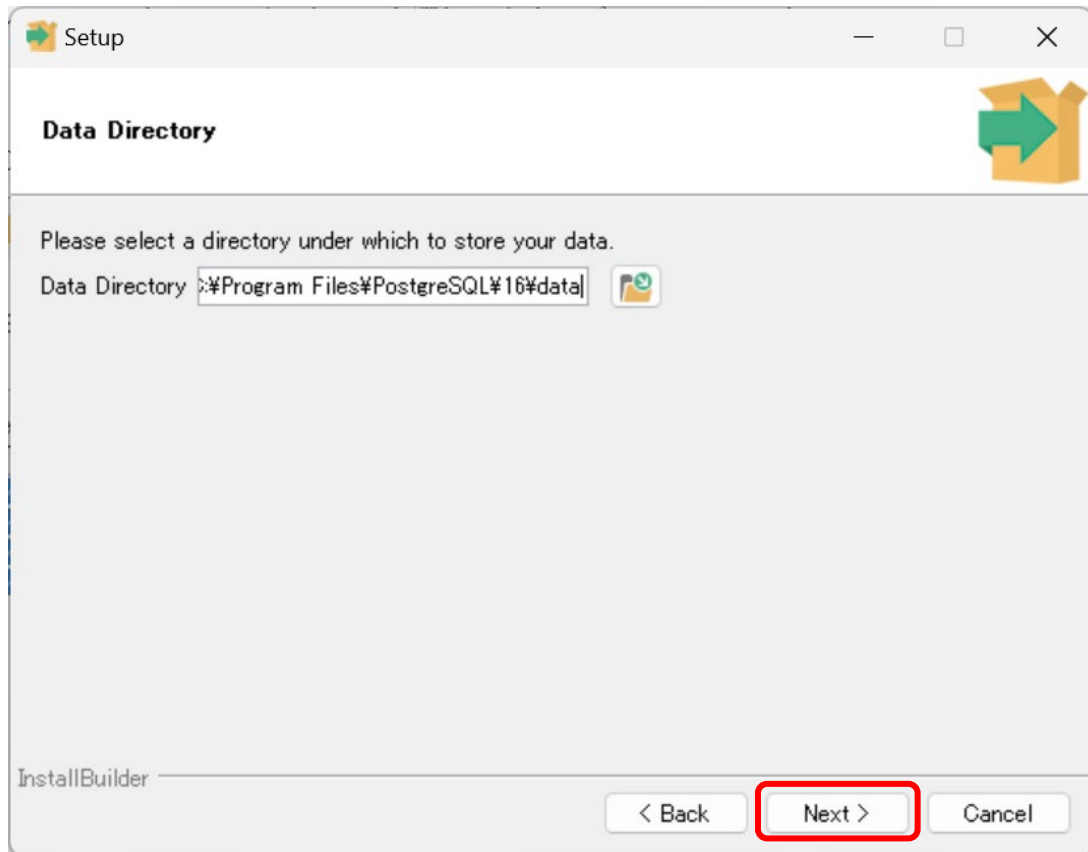 Setup
Data Directory
Please select a directory under which to store your data.
Data Directory :¥Program Files¥PostgreSQL¥16¥data
InstallBuilder
< Back Next > Cancel